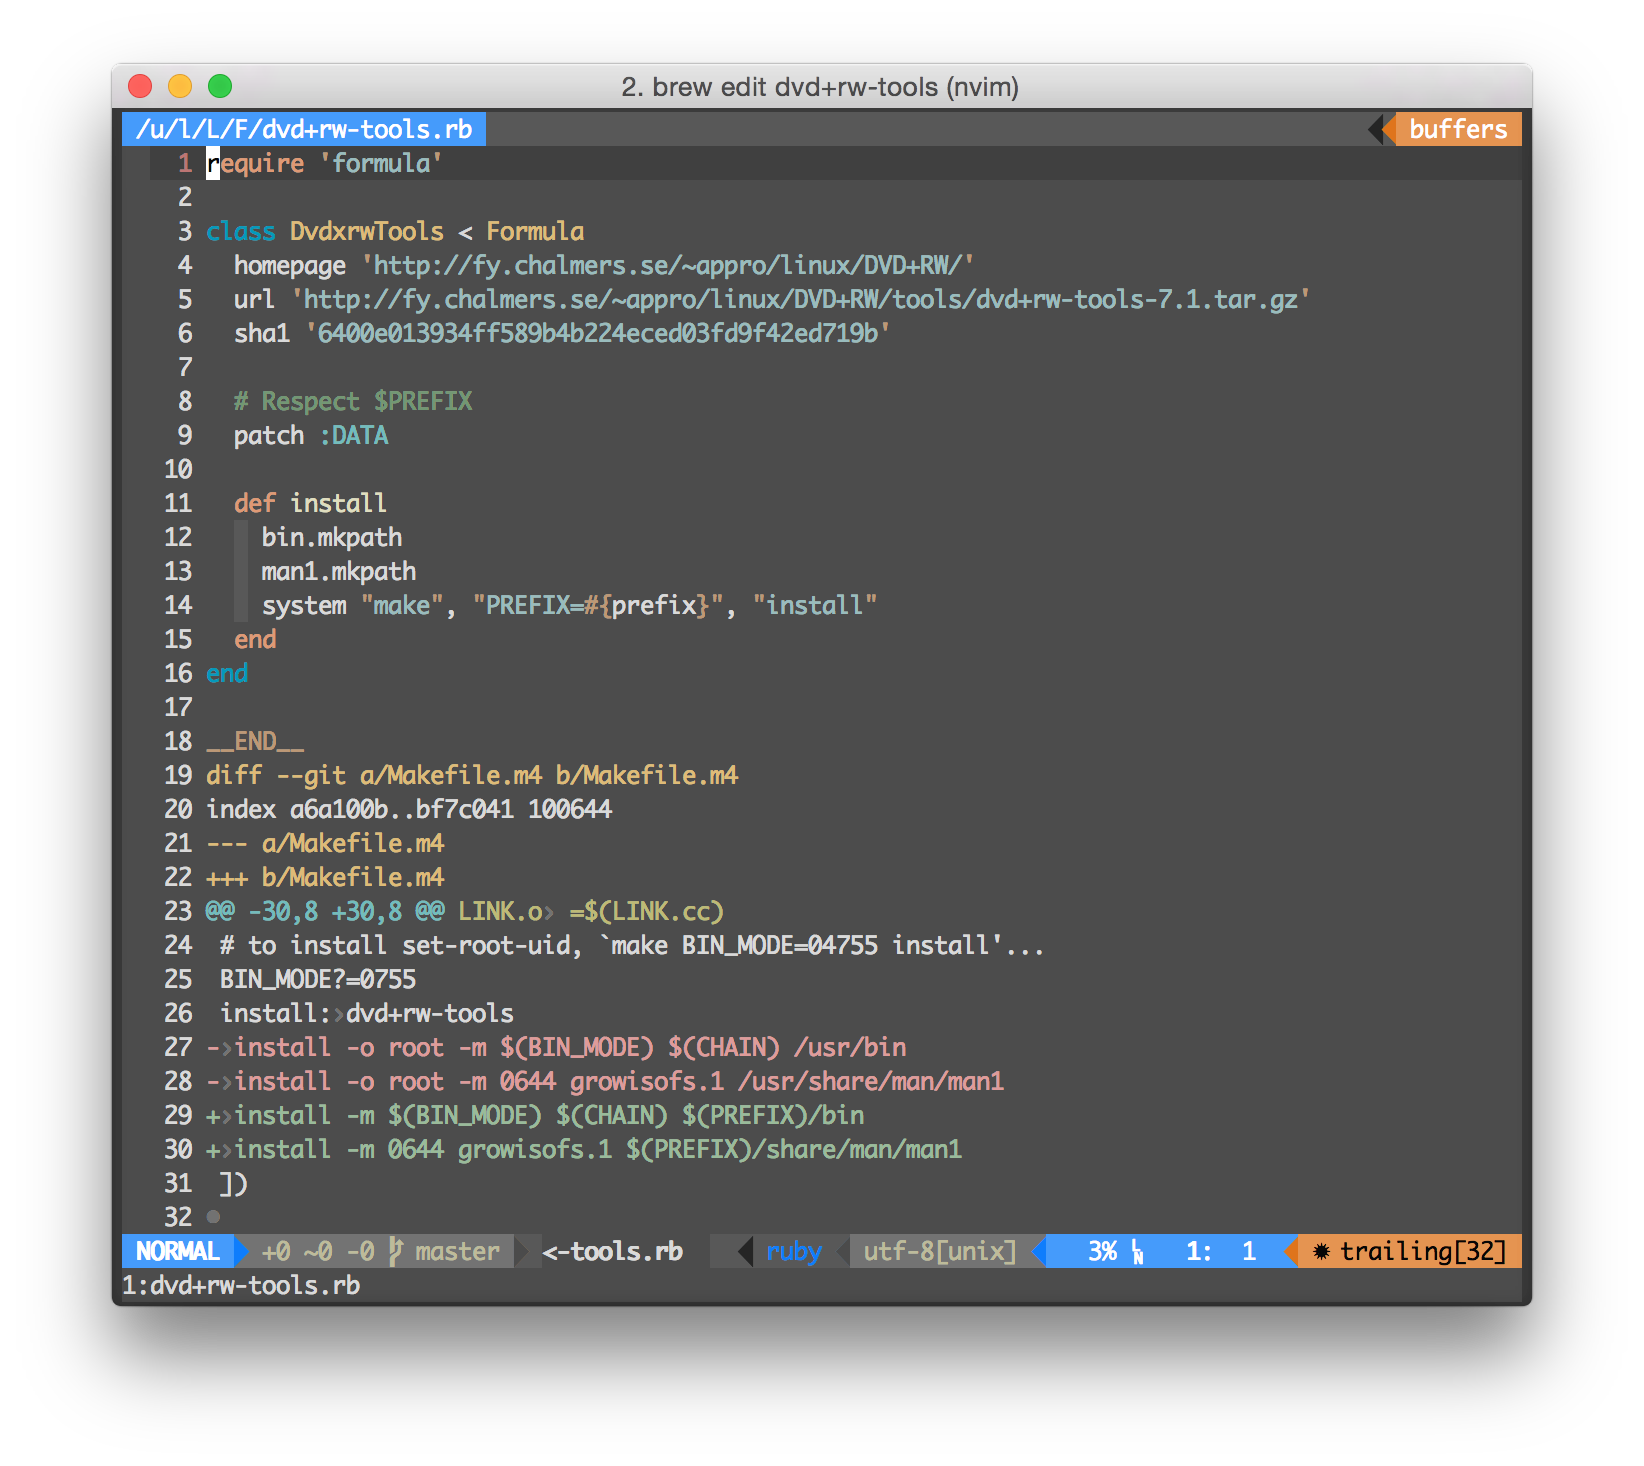 2. brew edit dvd+rw-tools (nvim)
/u/l/L/F/dvd+rw-tools.rb buffers
1 require 'formula'
2
3 class DvdxrwTools < Formula
4   homepage 'http://fy.chalmers.se/~appro/linux/DVD+RW/'
5   url 'http://fy.chalmers.se/~appro/linux/DVD+RW/tools/dvd+rw-tools-7.1.tar.gz'
6   sha1 '6400e013934ff589b4b224eced03fd9f42ed719b'
7
8   # Respect $PREFIX
9   patch :DATA
10
11   def install
12     bin.mkpath
13     man1.mkpath
14     system "make", "PREFIX=#{prefix}", "install"
15   end
16 end
17
18 __END__
19 diff --git a/Makefile.m4 b/Makefile.m4
20 index a6a100b..bf7c041 100644
21 --- a/Makefile.m4
22 +++ b/Makefile.m4
23 @@ -30,8 +30,8 @@ LINK.o› =$(LINK.cc)
24  # to install set-root-uid, `make BIN_MODE=04755 install'...
25  BIN_MODE?=0755
26  install:›dvd+rw-tools
27 -›install -o root -m $(BIN_MODE) $(CHAIN) /usr/bin
28 -›install -o root -m 0644 growisofs.1 /usr/share/man/man1
29 +›install -m $(BIN_MODE) $(CHAIN) $(PREFIX)/bin
30 +›install -m 0644 growisofs.1 $(PREFIX)/share/man/man1
31  ])
32 •
NORMAL +0 ~0 -0 master <-tools.rb ruby utf-8[unix] 3% LN 1: 1 ✹ trailing[32]
1:dvd+rw-tools.rb